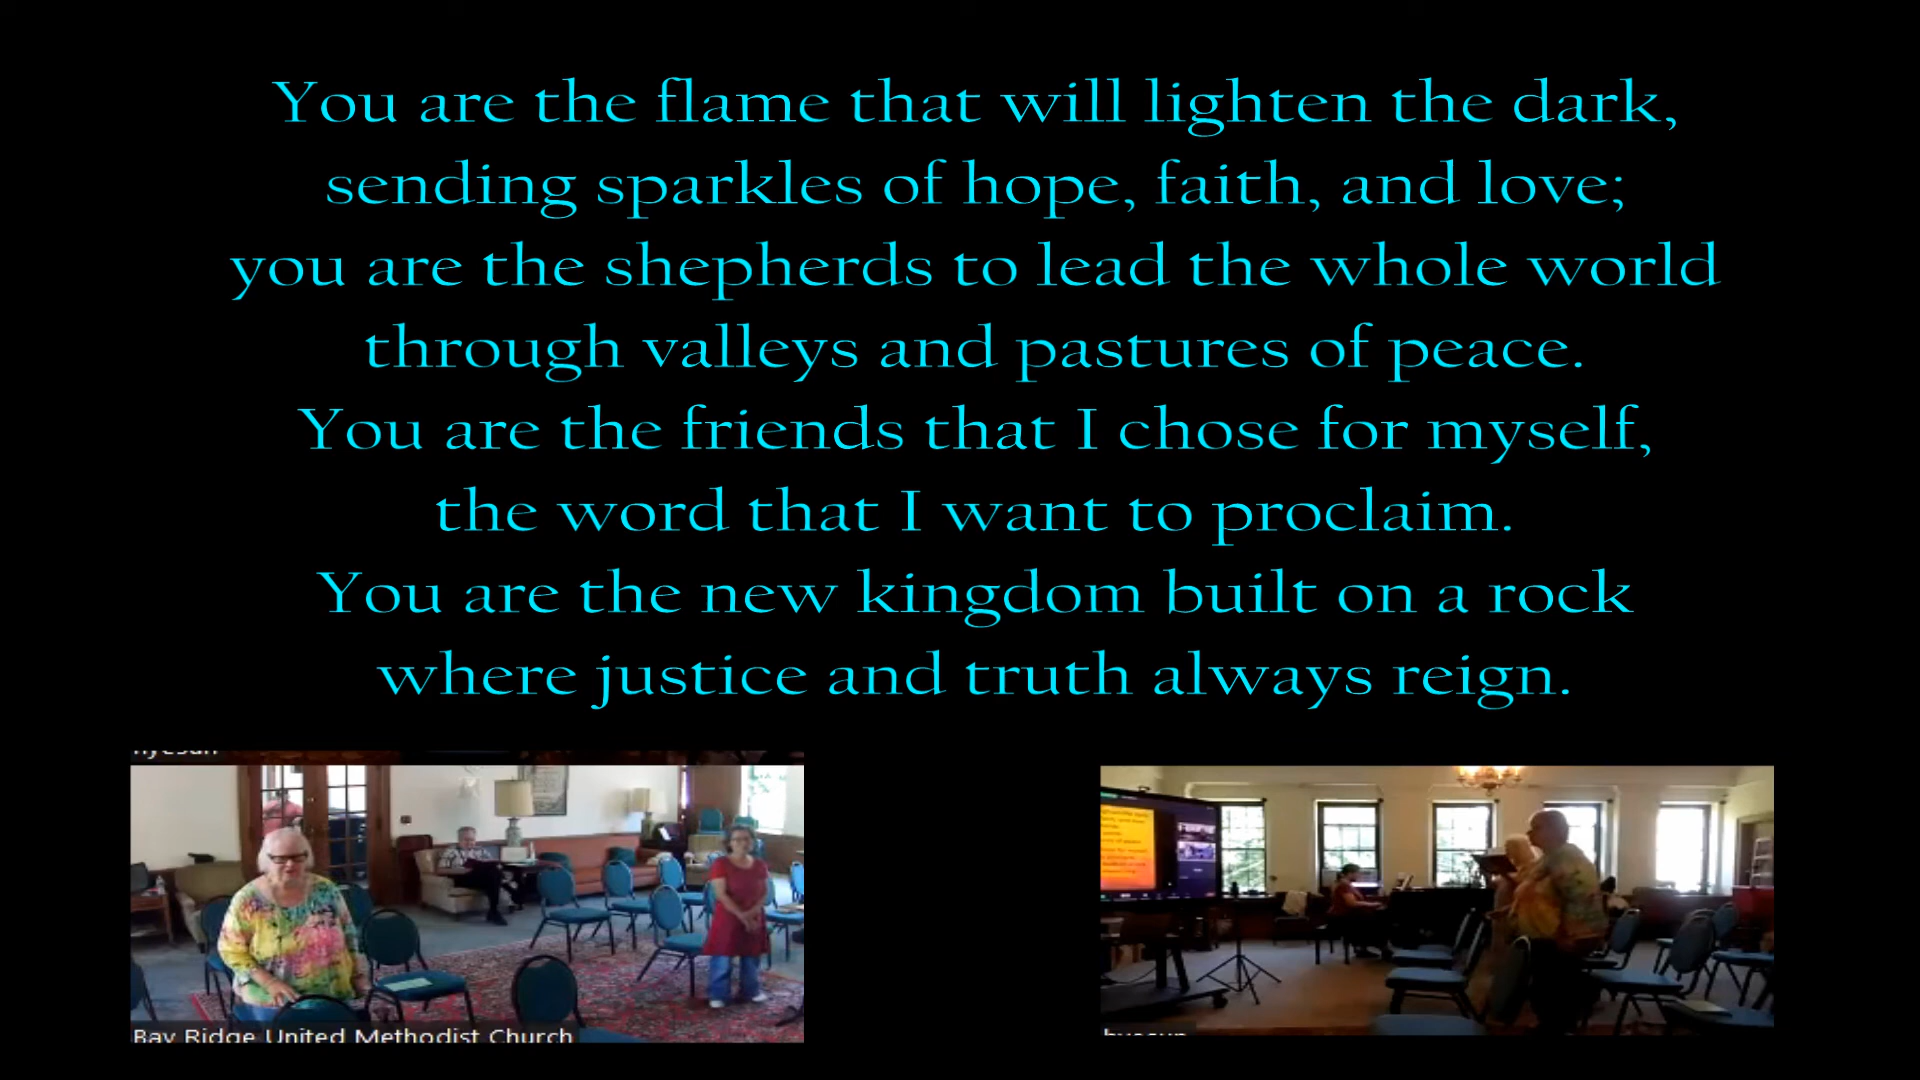 You are the flame that will lighten the dark,
sending sparkles of hope, faith, and love;
you are the shepherds to lead the whole world
through valleys and pastures of peace.
You are the friends that I chose for myself,
the word that I want to proclaim.
You are the new kingdom built on a rock
where justice and truth always reign.
Bay Ridge United Methodist Church